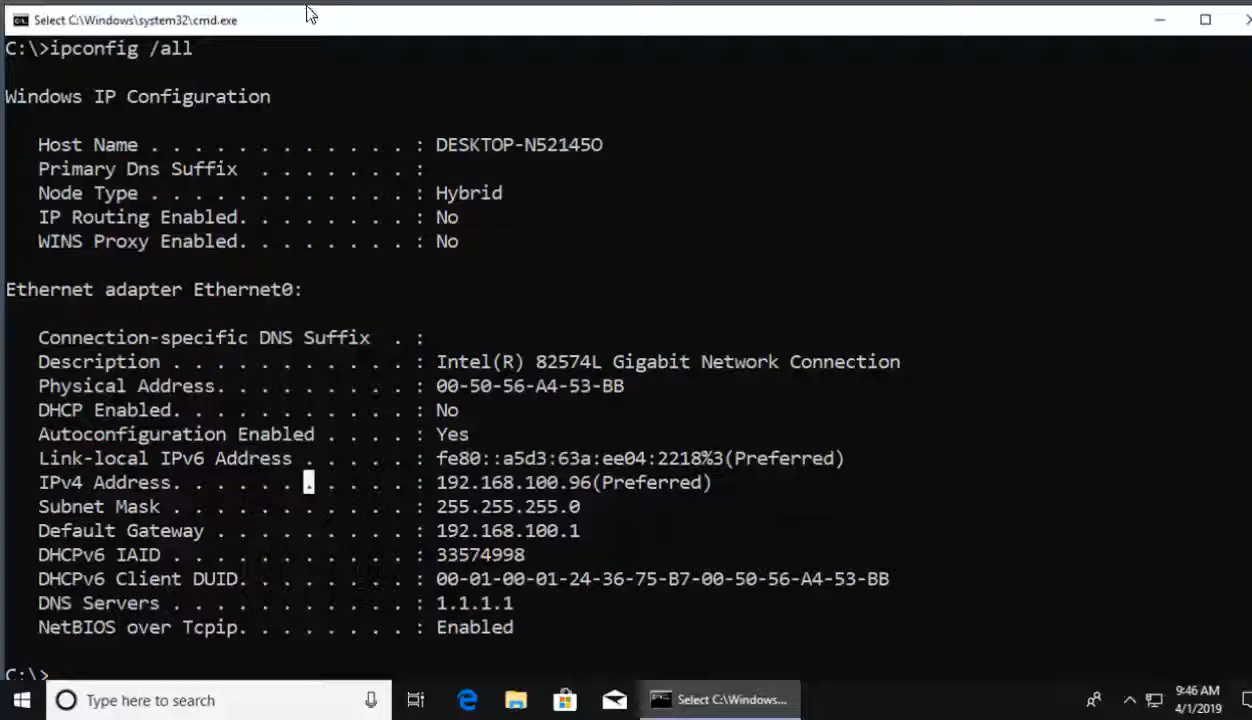 Select C:\Windows\system32\cmd.exe
C:\>ipconfig /all
Windows IP Configuration
Host Name . . . . . . . . . . . . : DESKTOP-N52145O
Primary Dns Suffix  . . . . . . . :
Node Type . . . . . . . . . . . . : Hybrid
IP Routing Enabled. . . . . . . . : No
WINS Proxy Enabled. . . . . . . . : No
Ethernet adapter Ethernet0:
Connection-specific DNS Suffix  . :
Description . . . . . . . . . . . : Intel(R) 82574L Gigabit Network Connection
Physical Address. . . . . . . . . : 00-50-56-A4-53-BB
DHCP Enabled. . . . . . . . . . . : No
Autoconfiguration Enabled . . . . : Yes
Link-local IPv6 Address . . . . . : fe80::a5d3:63a:ee04:2218%3(Preferred)
IPv4 Address. . . . . . . . . . . : 192.168.100.96(Preferred)
Subnet Mask . . . . . . . . . . . : 255.255.255.0
Default Gateway . . . . . . . . . : 192.168.100.1
DHCPv6 IAID . . . . . . . . . . . : 33574998
DHCPv6 Client DUID. . . . . . . . : 00-01-00-01-24-36-75-B7-00-50-56-A4-53-BB
DNS Servers . . . . . . . . . . . : 1.1.1.1
NetBIOS over Tcpip. . . . . . . . : Enabled
C:\>
Type here to search
Select C:\Windows...
9:46 AM
4/1/2019